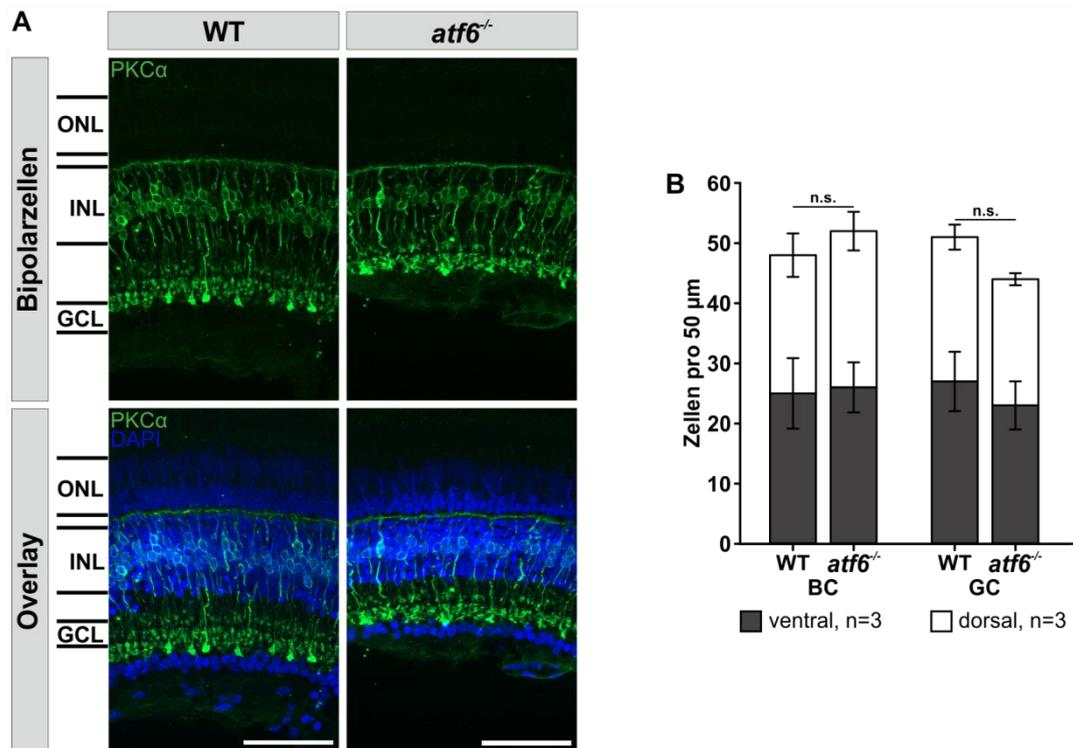 A
WT
atf6-/-
Bipolarzellen
PKCα
ONL
INL
GCL
Overlay
PKCα
DAPI
ONL
INL
GCL
B
Zellen pro 50 µm
60
50
40
30
20
10
0
n.s.
n.s.
WT atf6-/- WT atf6-/-
BC GC
ventral, n=3 dorsal, n=3